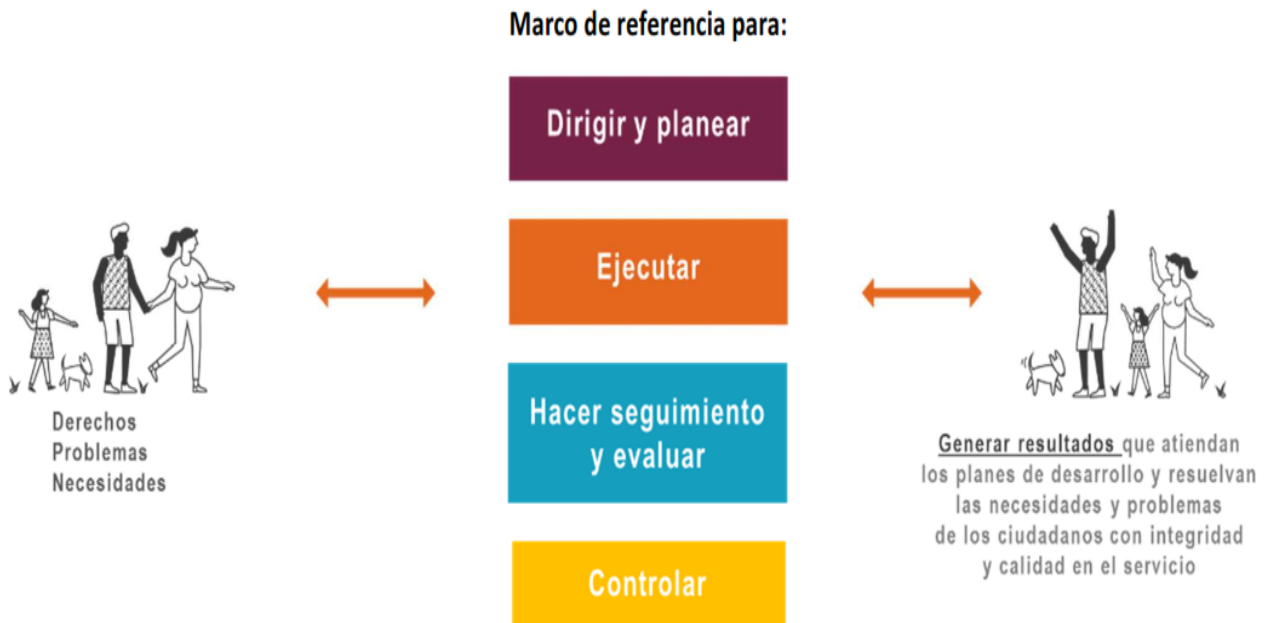 Marco de referencia para:
Dirigir y planear
Ejecutar
Hacer seguimiento
y evaluar
Controlar
Derechos
Problemas
Necesidades
Generar resultados que atiendan
los planes de desarrollo y resuelvan
las necesidades y problemas
de los ciudadanos con integridad
y calidad en el servicio